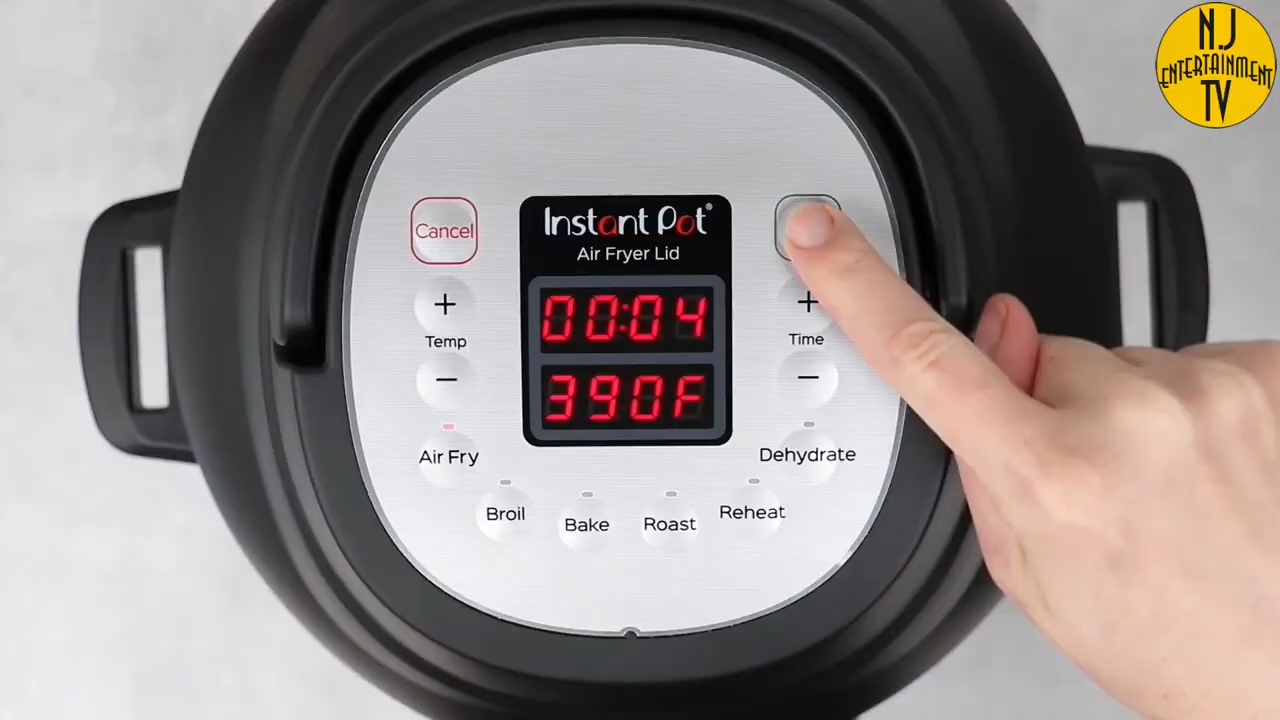 N.J
ENTERTAINMENT
TV
Cancel
Instant Pot®
Air Fryer Lid
00:04
390F
+
Temp
−
+
Time
−
Air Fry
Dehydrate
Broil
Bake
Roast
Reheat